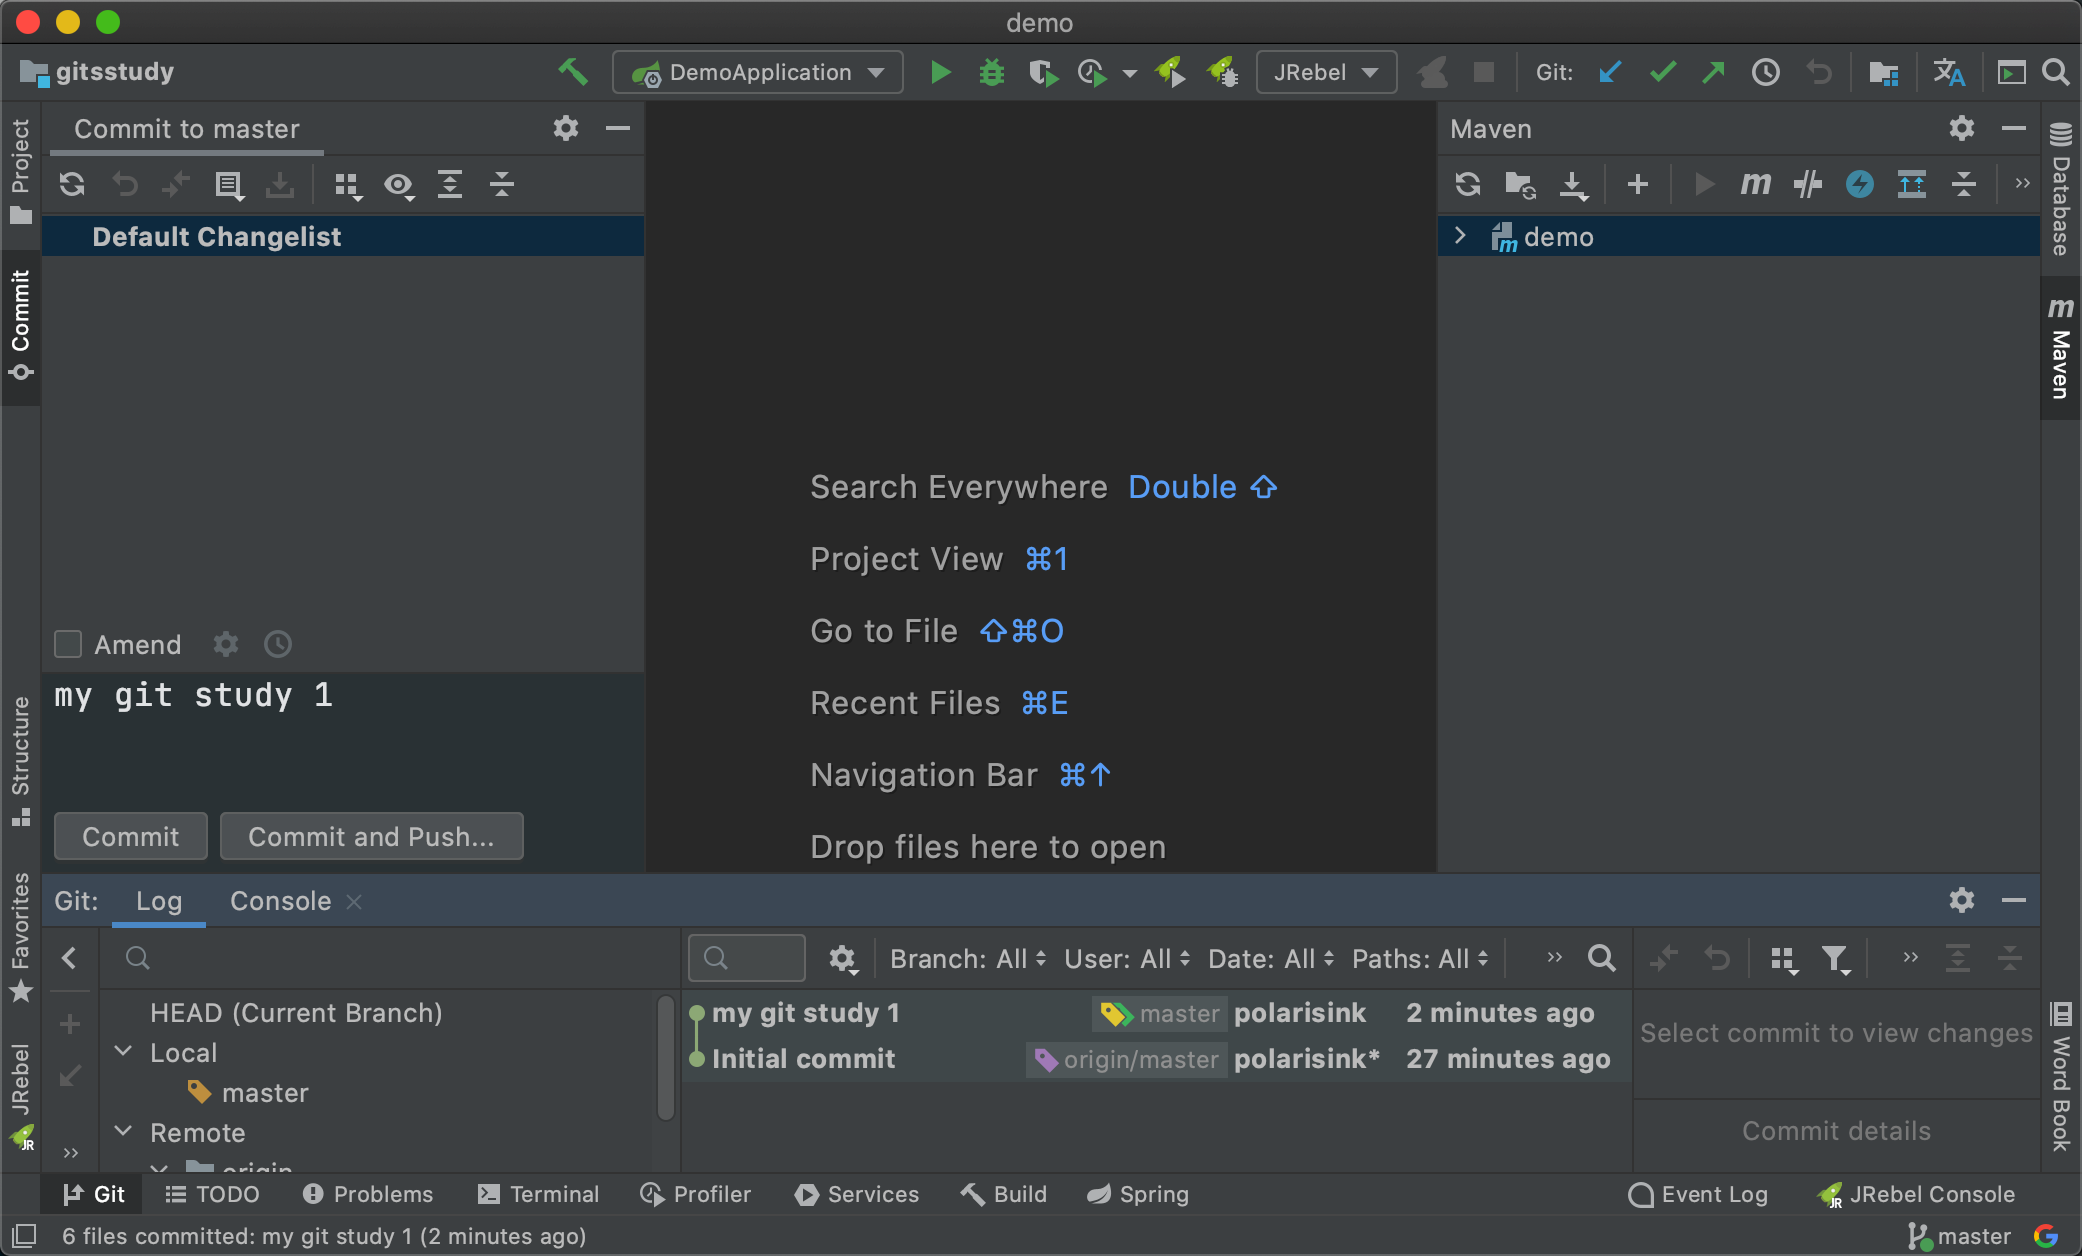 demo
gitsstudy
DemoApplication
JRebel
Git:
Project
Commit
Structure
Favorites
JRebel
Commit to master
Default Changelist
Amend
my git study 1
Commit
Commit and Push...
Search Everywhere Double ⇧
Project View ⌘1
Go to File ⇧⌘O
Recent Files ⌘E
Navigation Bar ⌘↑
Drop files here to open
Maven
demo
Database
Maven
Word Book
Git: Log Console
Branch: All User: All Date: All Paths: All
HEAD (Current Branch)
Local
master
Remote
origin
my git study 1 master polarisink 2 minutes ago
Initial commit origin/master polarisink* 27 minutes ago
Select commit to view changes
Commit details
Git TODO Problems Terminal Profiler Services Build Spring Event Log JRebel Console
6 files committed: my git study 1 (2 minutes ago) master